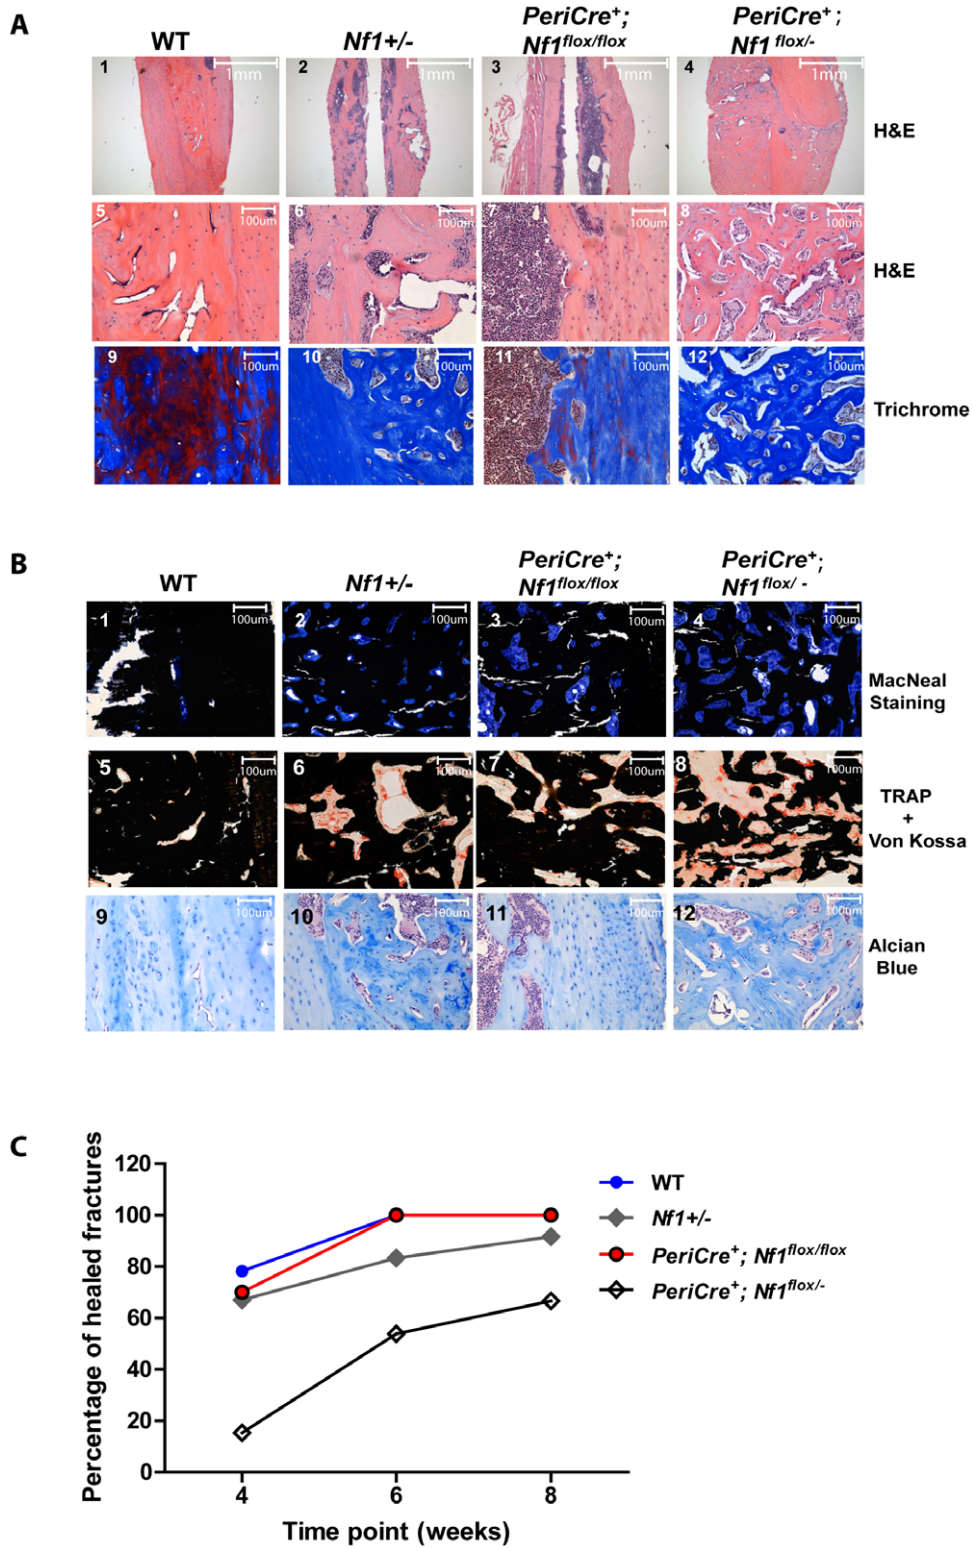 A
WT
Nf1+/-
PeriCre+;
Nf1flox/flox
PeriCre+;
Nf1flox/-
1
1mm
2
1mm
3
1mm
4
1mm
H&E
5
100um
6
100um
7
100um
8
100um
H&E
9
100um
10
100um
11
100um
12
100um
Trichrome
B
WT
Nf1+/-
PeriCre+;
Nf1flox/flox
PeriCre+;
Nf1flox/ -
1
100um
2
100um
3
100um
4
100um
MacNeal
Staining
5
100um
6
100um
7
100um
8
100um
TRAP
+
Von Kossa
9
100um
10
100um
11
100um
12
100um
Alcian
Blue
C
Percentage of healed fractures
120
100
80
60
40
20
0
4
6
8
Time point (weeks)
WT
Nf1+/-
PeriCre+; Nf1flox/flox
PeriCre+; Nf1flox/-